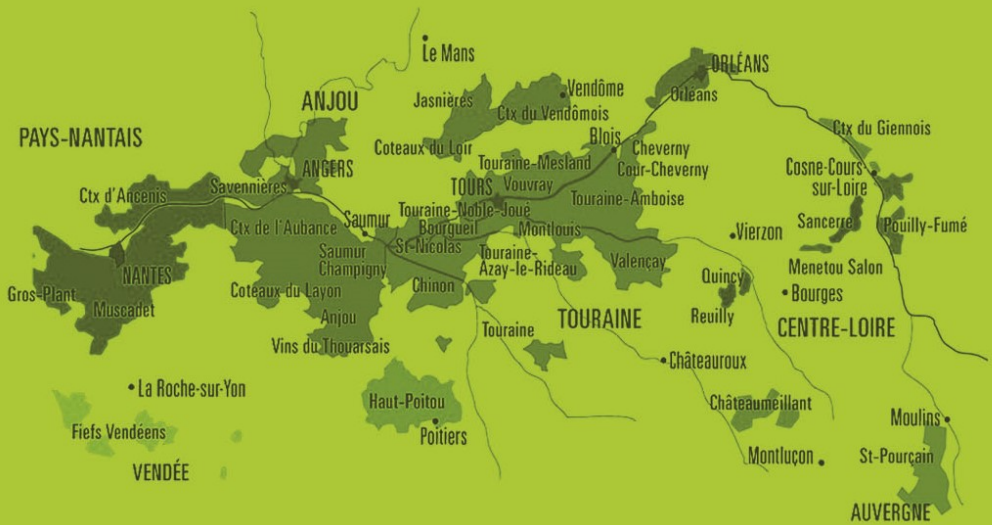 Le Mans
ORLÉANS
Orléans
Vendôme
Jasnières
Ctx du Vendômois
ANJOU
PAYS-NANTAIS
Ctx du Giennois
Blois
Cheverny
Cour-Cheverny
Coteaux du Loir
Touraine-Mesland
Cosne-Cours-
sur-Loire
ANGERS
Savennières
Ctx d'Ancenis
TOURS
Vouvray
Touraine-Amboise
Touraine-Noble-Joué
Saumur
Ctx de l'Aubance
Bourgueil
Montlouis
Sancerre
Pouilly-Fumé
Vierzon
St-Nicolas
Saumur
Champigny
Touraine-
Azay-le-Rideau
Valençay
Menetou Salon
NANTES
Gros-Plant
Muscadet
Coteaux du Layon
Chinon
Quincy
Bourges
Reuilly
Anjou
Vins du Thouarsais
Touraine
TOURAINE
CENTRE-LOIRE
Châteauroux
La Roche-sur-Yon
Haut-Poitou
Poitiers
Châteaumeillant
Moulins
Fiefs Vendéens
VENDÉE
Montluçon
St-Pourçain
AUVERGNE